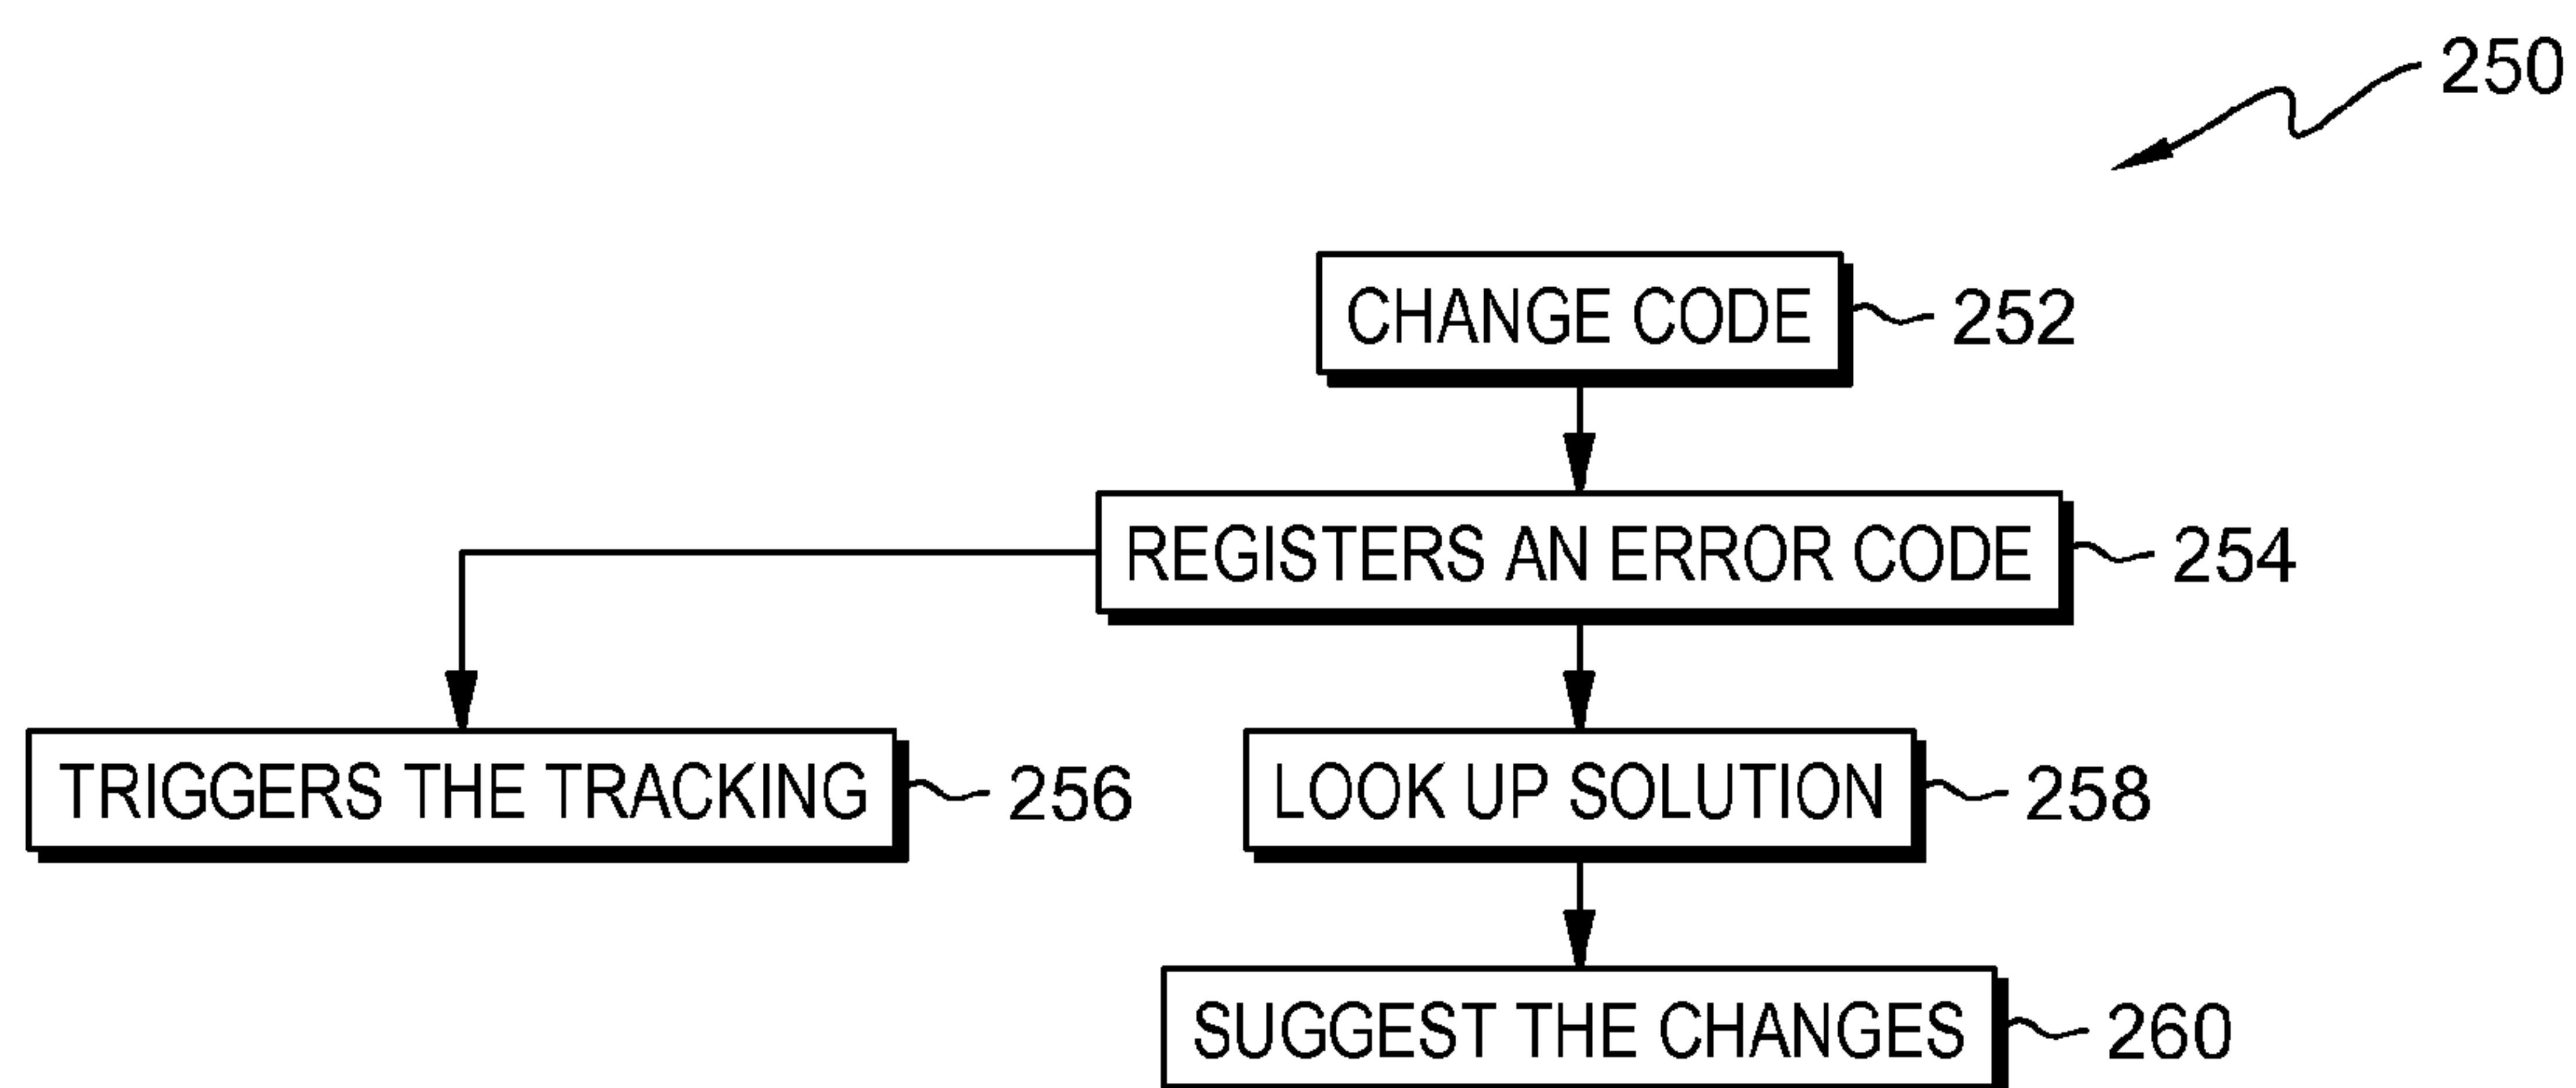 250
CHANGE CODE 252
REGISTERS AN ERROR CODE 254
TRIGGERS THE TRACKING 256
LOOK UP SOLUTION 258
SUGGEST THE CHANGES 260